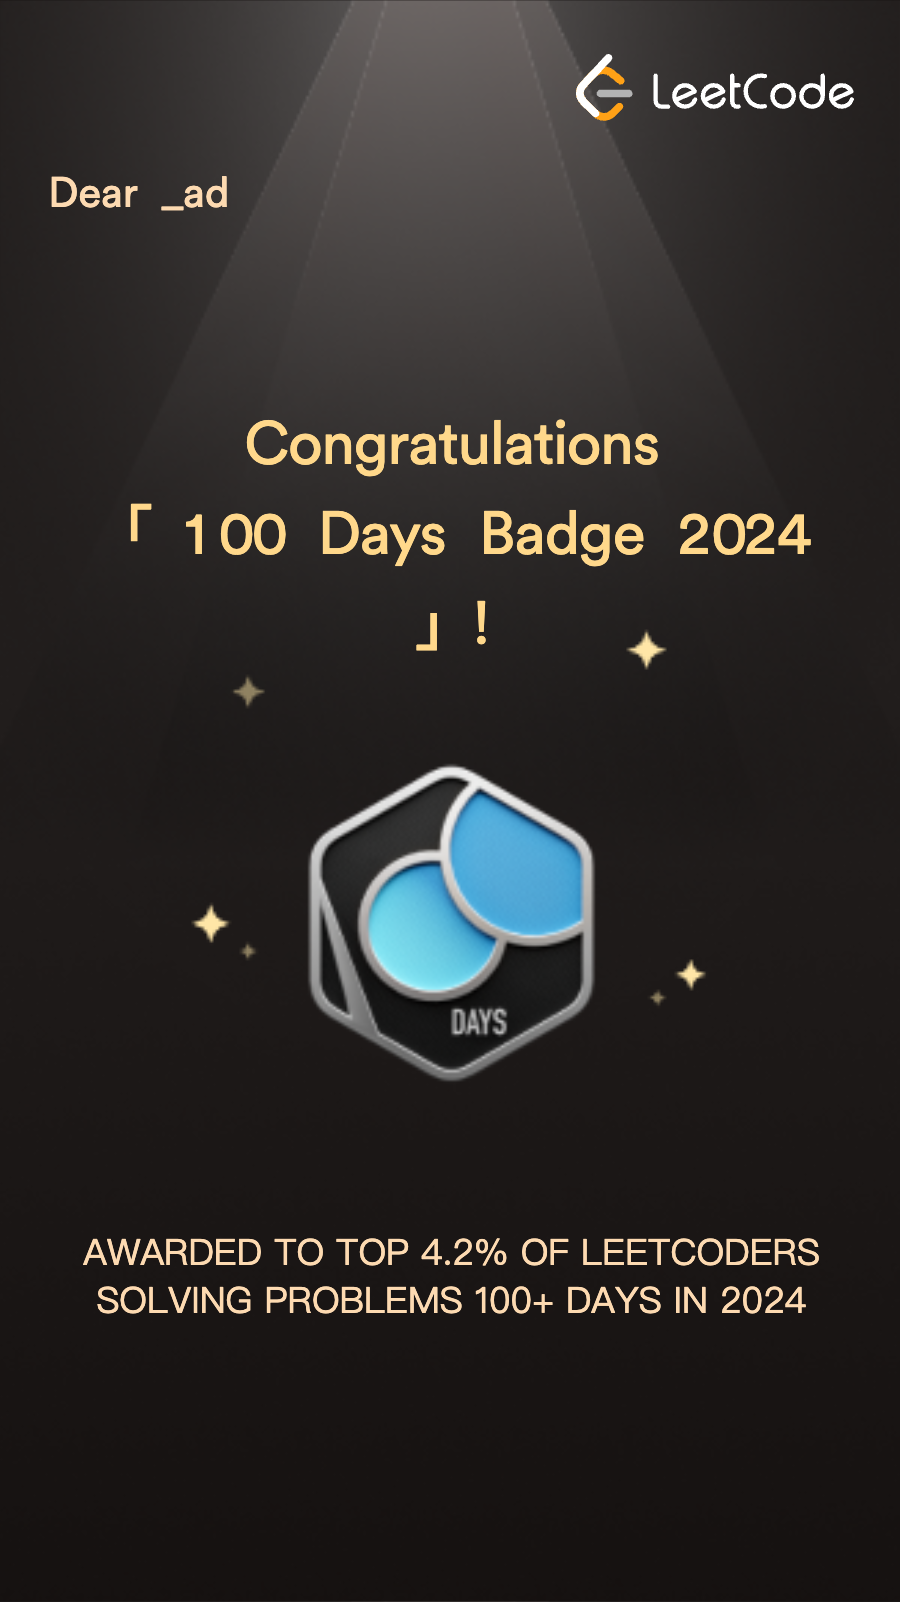 LeetCode
Dear _ad
Congratulations
「 100 Days Badge 2024
」!
DAYS
AWARDED TO TOP 4.2% OF LEETCODERS
SOLVING PROBLEMS 100+ DAYS IN 2024